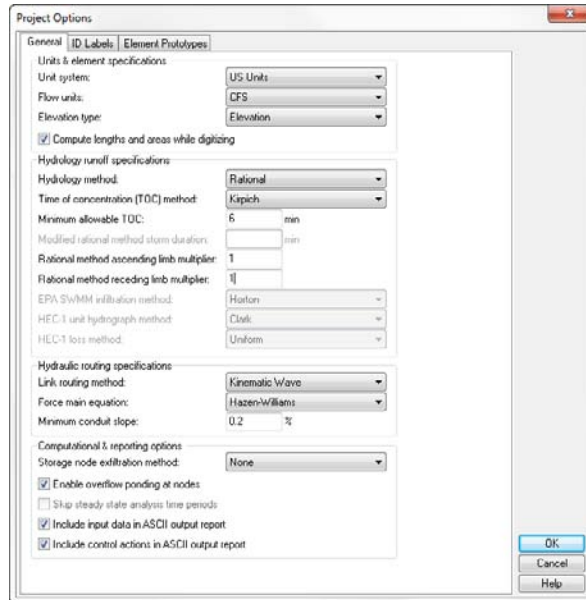 Project Options
General ID Labels Element Prototypes
Units & element specifications
Unit system: US Units
Flow units: CFS
Elevation type: Elevation
Compute lengths and areas while digitizing
Hydrology runoff specifications
Hydrology method: Rational
Time of concentration (TOC) method: Kirpich
Minimum allowable TOC: 6 min
Modified rational method storm duration: min
Rational method ascending limb multiplier: 1
Rational method receding limb multiplier: 1
EPA SWMM infiltration method: Horton
HEC-1 unit hydrograph method: Clark
HEC-1 loss method: Uniform
Hydraulic routing specifications
Link routing method: Kinematic Wave
Force main equation: Hazen-Williams
Minimum conduit slope: 0.2 %
Computational & reporting options
Storage node exfiltration method: None
Enable overflow ponding at nodes
Skip steady state analysis time periods
Include input data in ASCII output report
Include control actions in ASCII output report
OK
Cancel
Help